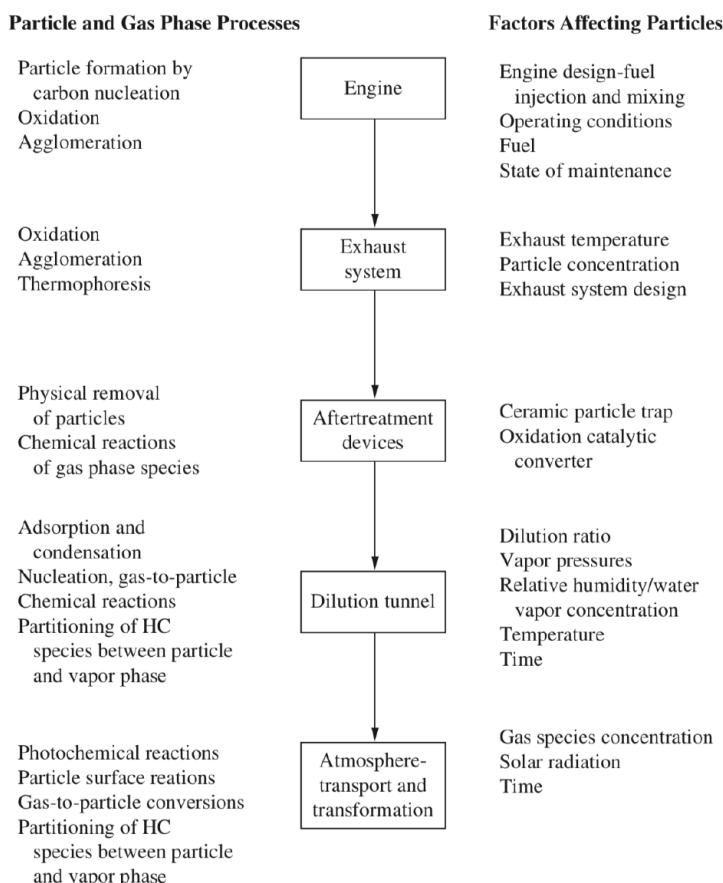 Particle and Gas Phase Processes
Factors Affecting Particles
Particle formation by
carbon nucleation
Oxidation
Agglomeration
Engine
Engine design-fuel
injection and mixing
Operating conditions
Fuel
State of maintenance
Oxidation
Agglomeration
Thermophoresis
Exhaust
system
Exhaust temperature
Particle concentration
Exhaust system design
Physical removal
of particles
Chemical reactions
of gas phase species
Aftertreatment
devices
Ceramic particle trap
Oxidation catalytic
converter
Adsorption and
condensation
Nucleation, gas-to-particle
Chemical reactions
Partitioning of HC
species between particle
and vapor phase
Dilution tunnel
Dilution ratio
Vapor pressures
Relative humidity/water
vapor concentration
Temperature
Time
Photochemical reactions
Particle surface reations
Gas-to-particle conversions
Partitioning of HC
species between particle
and vapor phase
Atmosphere-
transport and
transformation
Gas species concentration
Solar radiation
Time